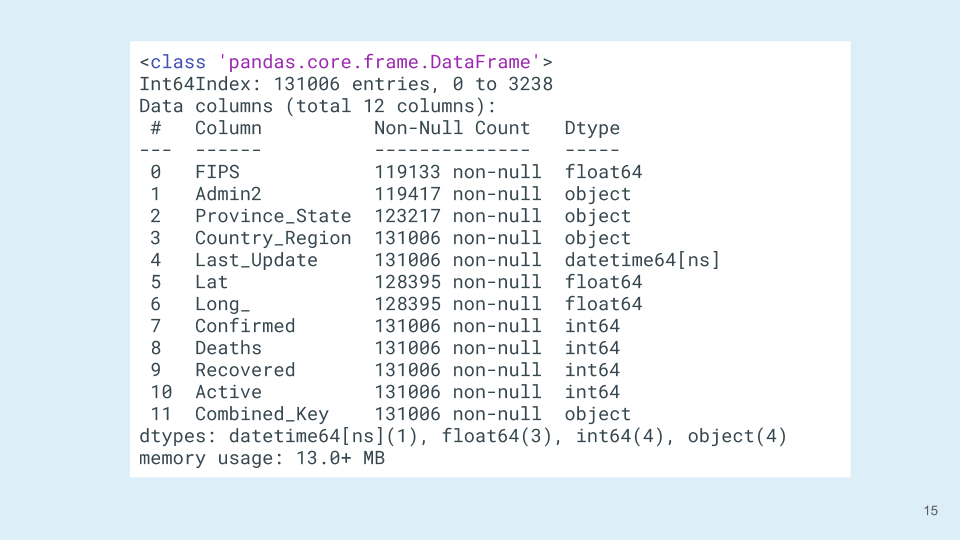 <class 'pandas.core.frame.DataFrame'>
Int64Index: 131006 entries, 0 to 3238
Data columns (total 12 columns):
 #   Column          Non-Null Count   Dtype
---  ------          --------------   -----
 0   FIPS            119133 non-null  float64
 1   Admin2          119417 non-null  object
 2   Province_State  123217 non-null  object
 3   Country_Region  131006 non-null  object
 4   Last_Update     131006 non-null  datetime64[ns]
 5   Lat             128395 non-null  float64
 6   Long_           128395 non-null  float64
 7   Confirmed       131006 non-null  int64
 8   Deaths          131006 non-null  int64
 9   Recovered       131006 non-null  int64
 10  Active          131006 non-null  int64
 11  Combined_Key    131006 non-null  object
dtypes: datetime64[ns](1), float64(3), int64(4), object(4)
memory usage: 13.0+ MB
15